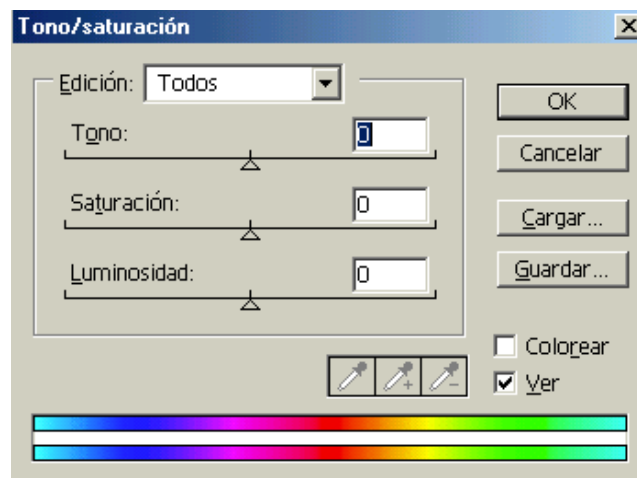 Tono/saturación
Edición: Todos
OK
Tono: 0
Cancelar
Saturación: 0
Cargar...
Luminosidad: 0
Guardar...
Colorear
Ver